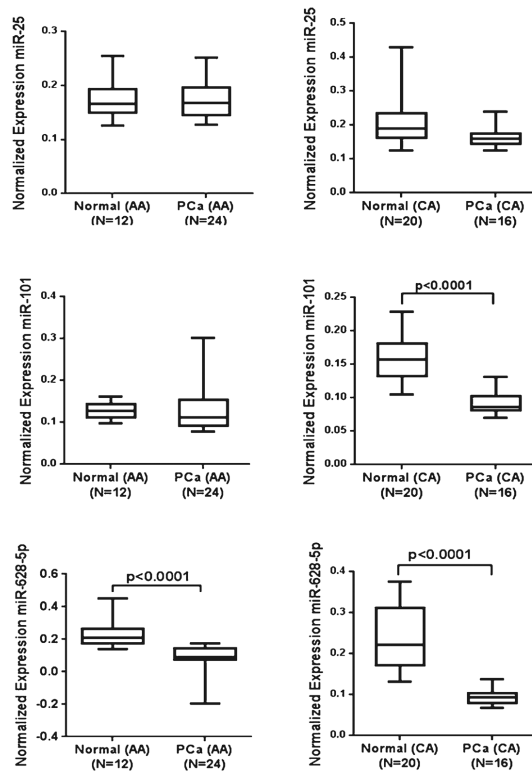 Normalized Expression miR-25
0.3
0.2
0.1
0.0
Normal (AA) PCa (AA)
(N=12) (N=24)
Normalized Expression miR-25
0.5
0.4
0.3
0.2
0.1
0.0
Normal (CA) PCa (CA)
(N=20) (N=16)
Normalized Expression miR-101
0.4
0.3
0.2
0.1
0.0
Normal (AA) PCa (AA)
(N=12) (N=24)
Normalized Expression miR-101
p<0.0001
0.25
0.20
0.15
0.10
0.05
0.00
Normal (CA) PCa (CA)
(N=20) (N=16)
Normalized Expression miR-628-5p
p<0.0001
0.6
0.4
0.2
0.0
-0.2
-0.4
Normal (AA) PCa (AA)
(N=12) (N=24)
Normalized Expression miR-628-5p
p<0.0001
0.4
0.3
0.2
0.1
0.0
Normal (CA) PCa (CA)
(N=20) (N=16)